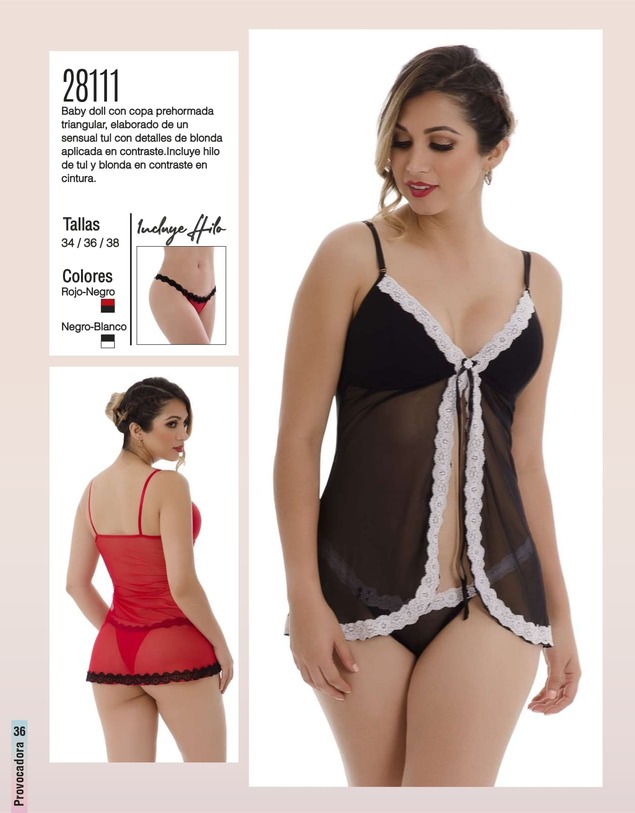 28111
Baby doll con copa prehormada
triangular, elaborado de un
sensual tul con detalles de blonda
aplicada en contraste.Incluye hilo
de tul y blonda en contraste en
cintura.
Tallas
34 / 36 / 38
Incluye Hilo
Colores
Rojo-Negro
Negro-Blanco
36
Provocadora